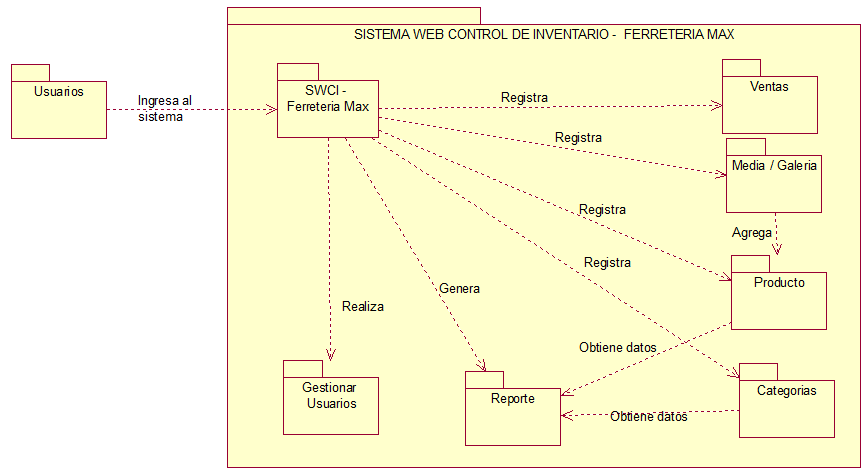 SISTEMA WEB CONTROL DE INVENTARIO - FERRETERIA MAX
Usuarios
Ingresa al
sistema
SWCI -
Ferreteria Max
Registra
Ventas
Registra
Media / Galeria
Registra
Agrega
Registra
Producto
Genera
Realiza
Obtiene datos
Gestionar
Usuarios
Reporte
Categorias
Obtiene datos